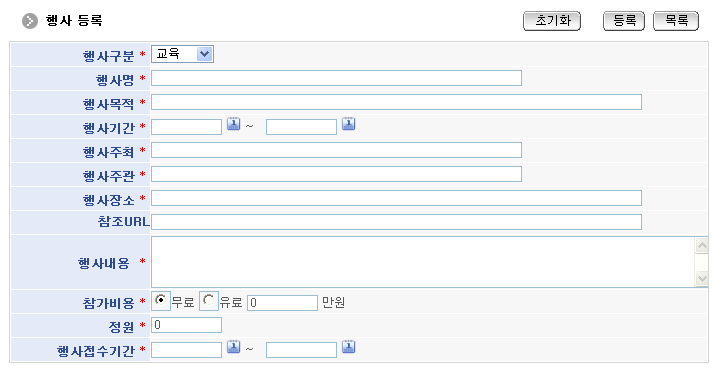 행사 등록 초기화 등록 목록
행사구분 * 교육
행사명 *
행사목적 *
행사기간 * ~
행사주최 *
행사주관 *
행사장소 *
참조URL
행사내용 *
참가비용 * 무료 유료 0 만원
정원 * 0
행사접수기간 * ~